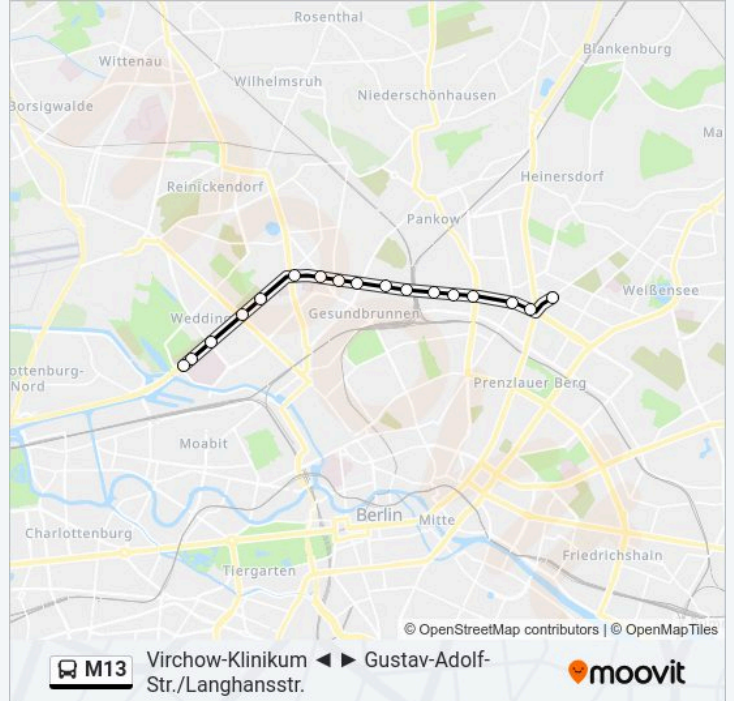 Rosenthal
Blankenburg
Wittenau
Wilhelmsruh
Niederschönhausen
Borsigwalde
Ma
Heinersdorf
Reinickendorf
Pankow
Weißensee
Wedding
Gesundbrunnen
ottenburg-
Nord
Prenzlauer Berg
Moabit
Berlin
Mitte
Charlottenburg
Friedrichshain
Tiergarten
© OpenStreetMap contributors | © OpenMapTiles
M13
Virchow-Klinikum ◄ ► Gustav-Adolf-
Str./Langhansstr.
moovit